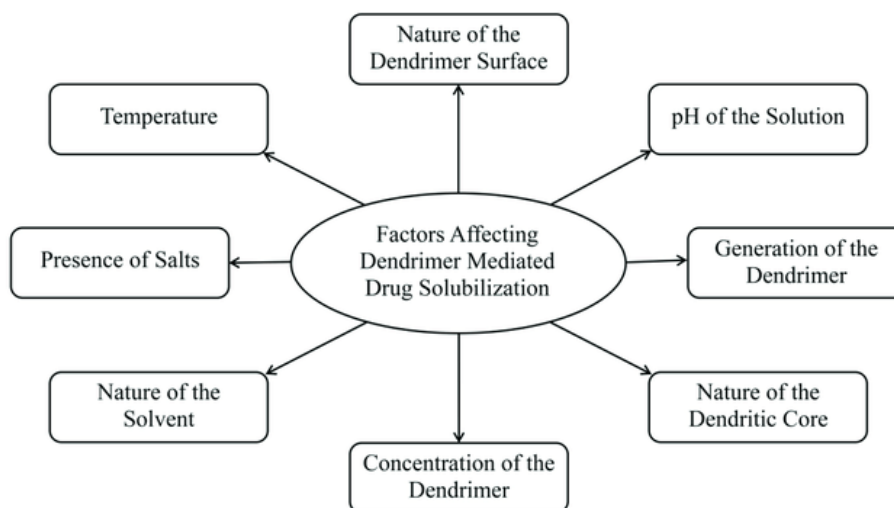 Nature of the
Dendrimer Surface
Temperature
pH of the Solution
Factors Affecting
Dendrimer Mediated
Drug Solubilization
Presence of Salts
Generation of the
Dendrimer
Nature of the
Solvent
Nature of the
Dendritic Core
Concentration of the
Dendrimer